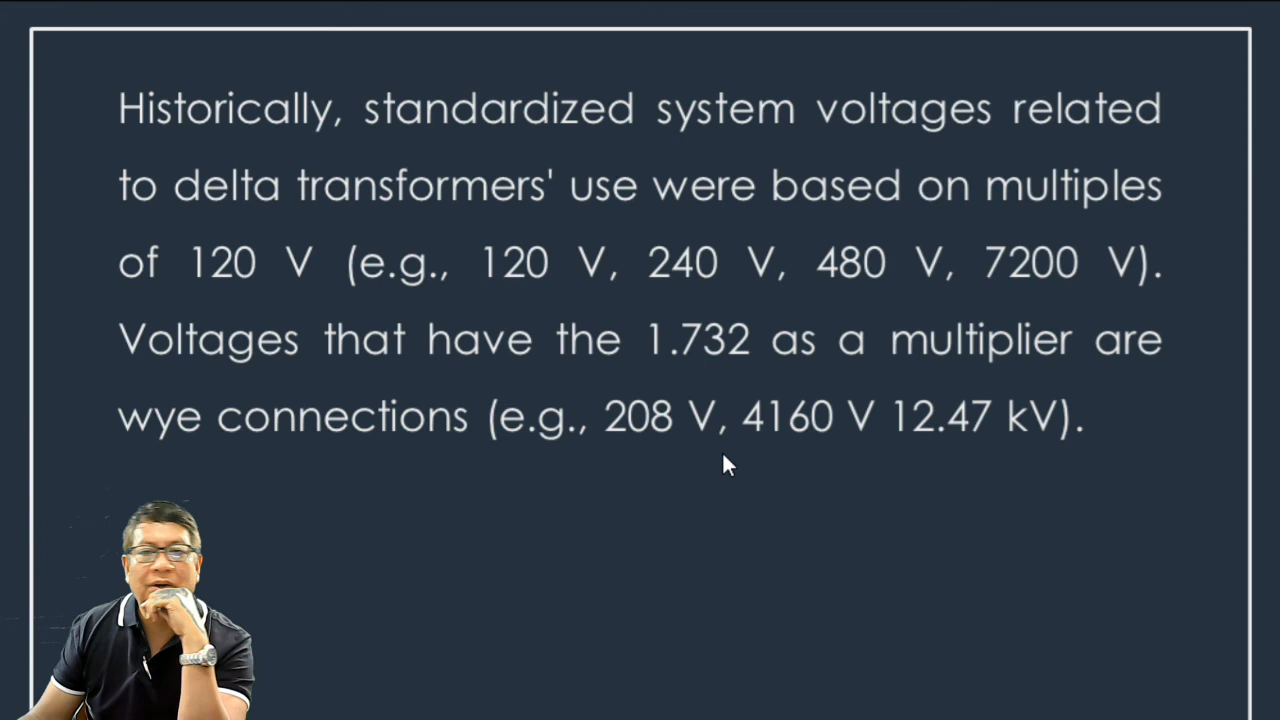 Historically, standardized system voltages related
to delta transformers' use were based on multiples
of 120 V (e.g., 120 V, 240 V, 480 V, 7200 V).
Voltages that have the 1.732 as a multiplier are
wye connections (e.g., 208 V, 4160 V 12.47 kV).